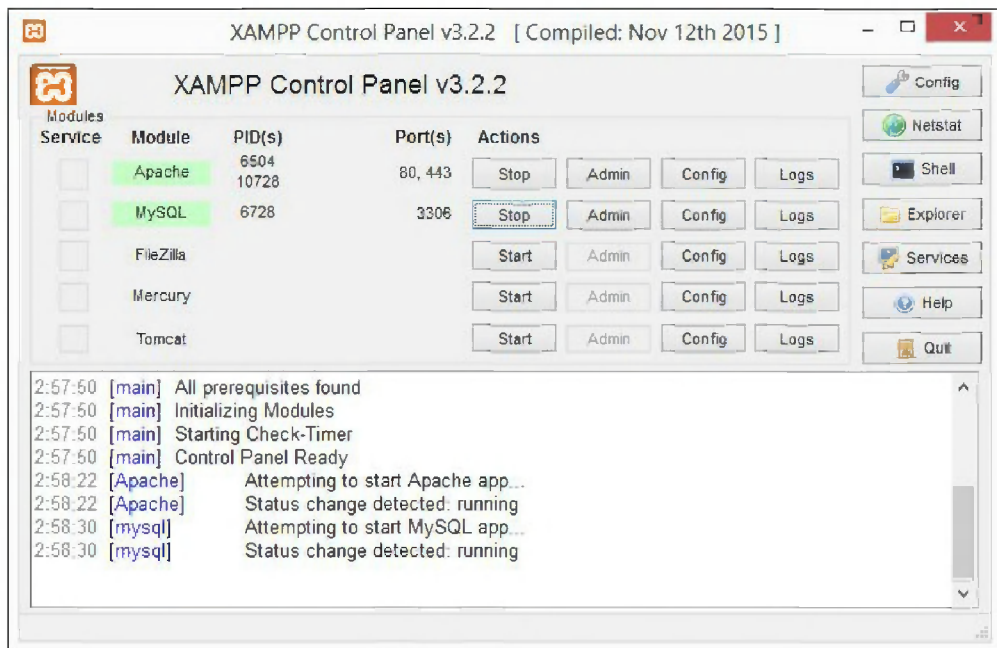 XAMPP Control Panel v3.2.2 [ Compiled: Nov 12th 2015 ]
XAMPP Control Panel v3.2.2
Config
Modules
Netstat
Service Module PID(s) Port(s) Actions
Apache 6504 10728 80, 443 Stop Admin Config Logs
Shell
MySQL 6728 3306 Stop Admin Config Logs
Explorer
FileZilla Start Admin Config Logs
Services
Mercury Start Admin Config Logs
Help
Tomcat Start Admin Config Logs
Quit
2:57:50 [main] All prerequisites found
2:57:50 [main] Initializing Modules
2:57:50 [main] Starting Check-Timer
2:57:50 [main] Control Panel Ready
2:58:22 [Apache] Attempting to start Apache app...
2:58:22 [Apache] Status change detected: running
2:58:30 [mysql] Attempting to start MySQL app...
2:58:30 [mysql] Status change detected: running